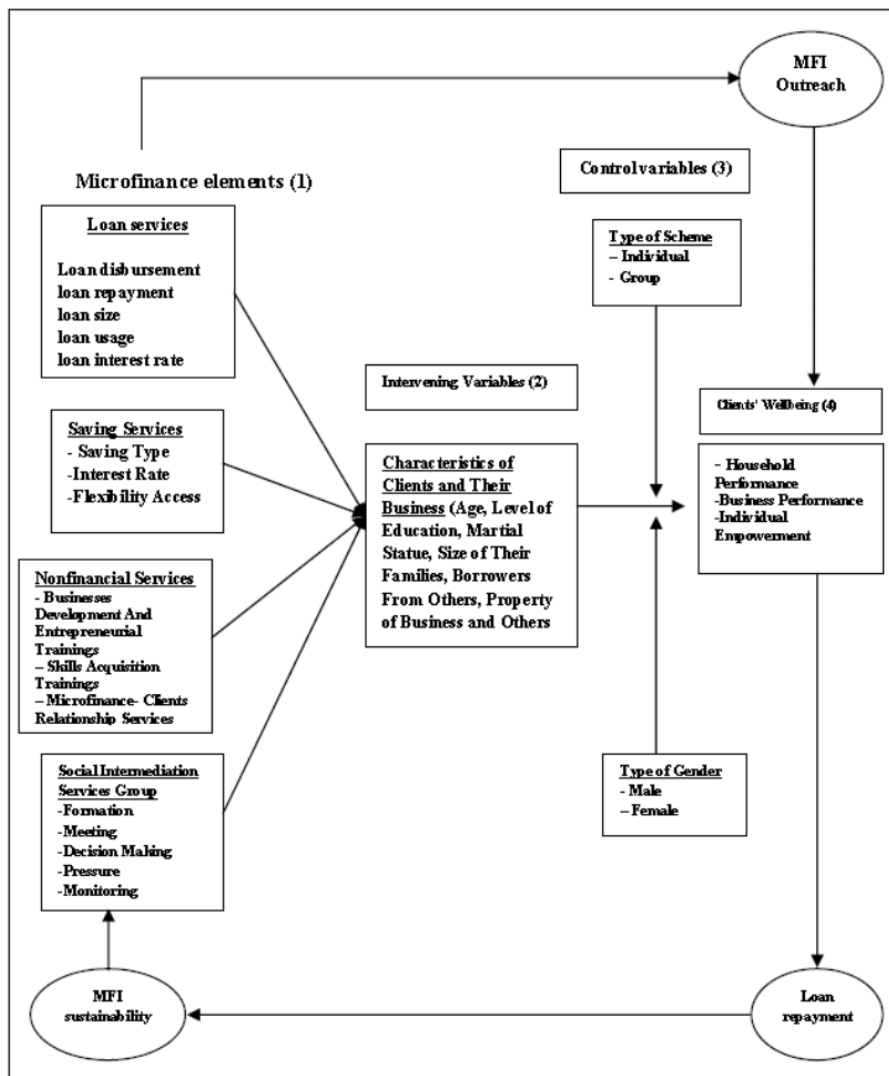 MFI
Outreach
Microfinance elements (1)
Control variables (3)
Loan services
Loan disbursement
loan repayment
loan size
loan usage
loan interest rate
Type of Scheme
– Individual
- Group
Intervening Variables (2)
Clients' Wellbeing (4)
Saving Services
- Saving Type
-Interest Rate
-Flexibility Access
Characteristics of
Clients and Their
Business (Age, Level of
Education, Martial
Statue, Size of Their
Families, Borrowers
From Others, Property
of Business and Others
- Household
Performance
-Business Performance
-Individual
Empowerment
Nonfinancial Services
- Businesses
Development And
Entrepreneurial
Trainings
– Skills Acquisition
Trainings
– Microfinance- Clients
Relationship Services
Social Intermediation
Services Group
-Formation
-Meeting
-Decision Making
-Pressure
-Monitoring
Type of Gender
- Male
– Female
MFI
sustainability
Loan
repayment